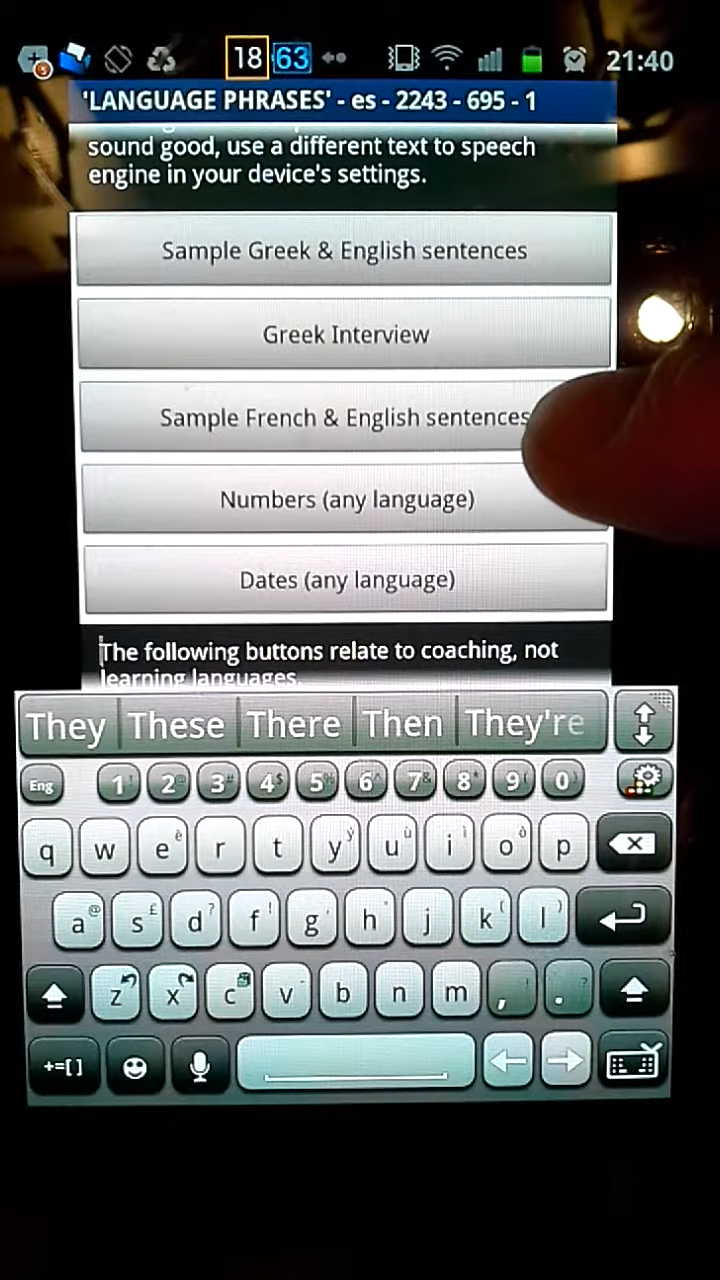 18 63 21:40
'LANGUAGE PHRASES' - es - 2243 - 695 - 1
sound good, use a different text to speech
engine in your device's settings.
Sample Greek & English sentences
Greek Interview
Sample French & English sentences
Numbers (any language)
Dates (any language)
The following buttons relate to coaching, not
learning languages.
They These There Then They're
Eng 1 2 3 4 5 6 7 8 9 0
q w e r t y u i o p
a s d f g h j k l
z x c v b n m , .
+=[]